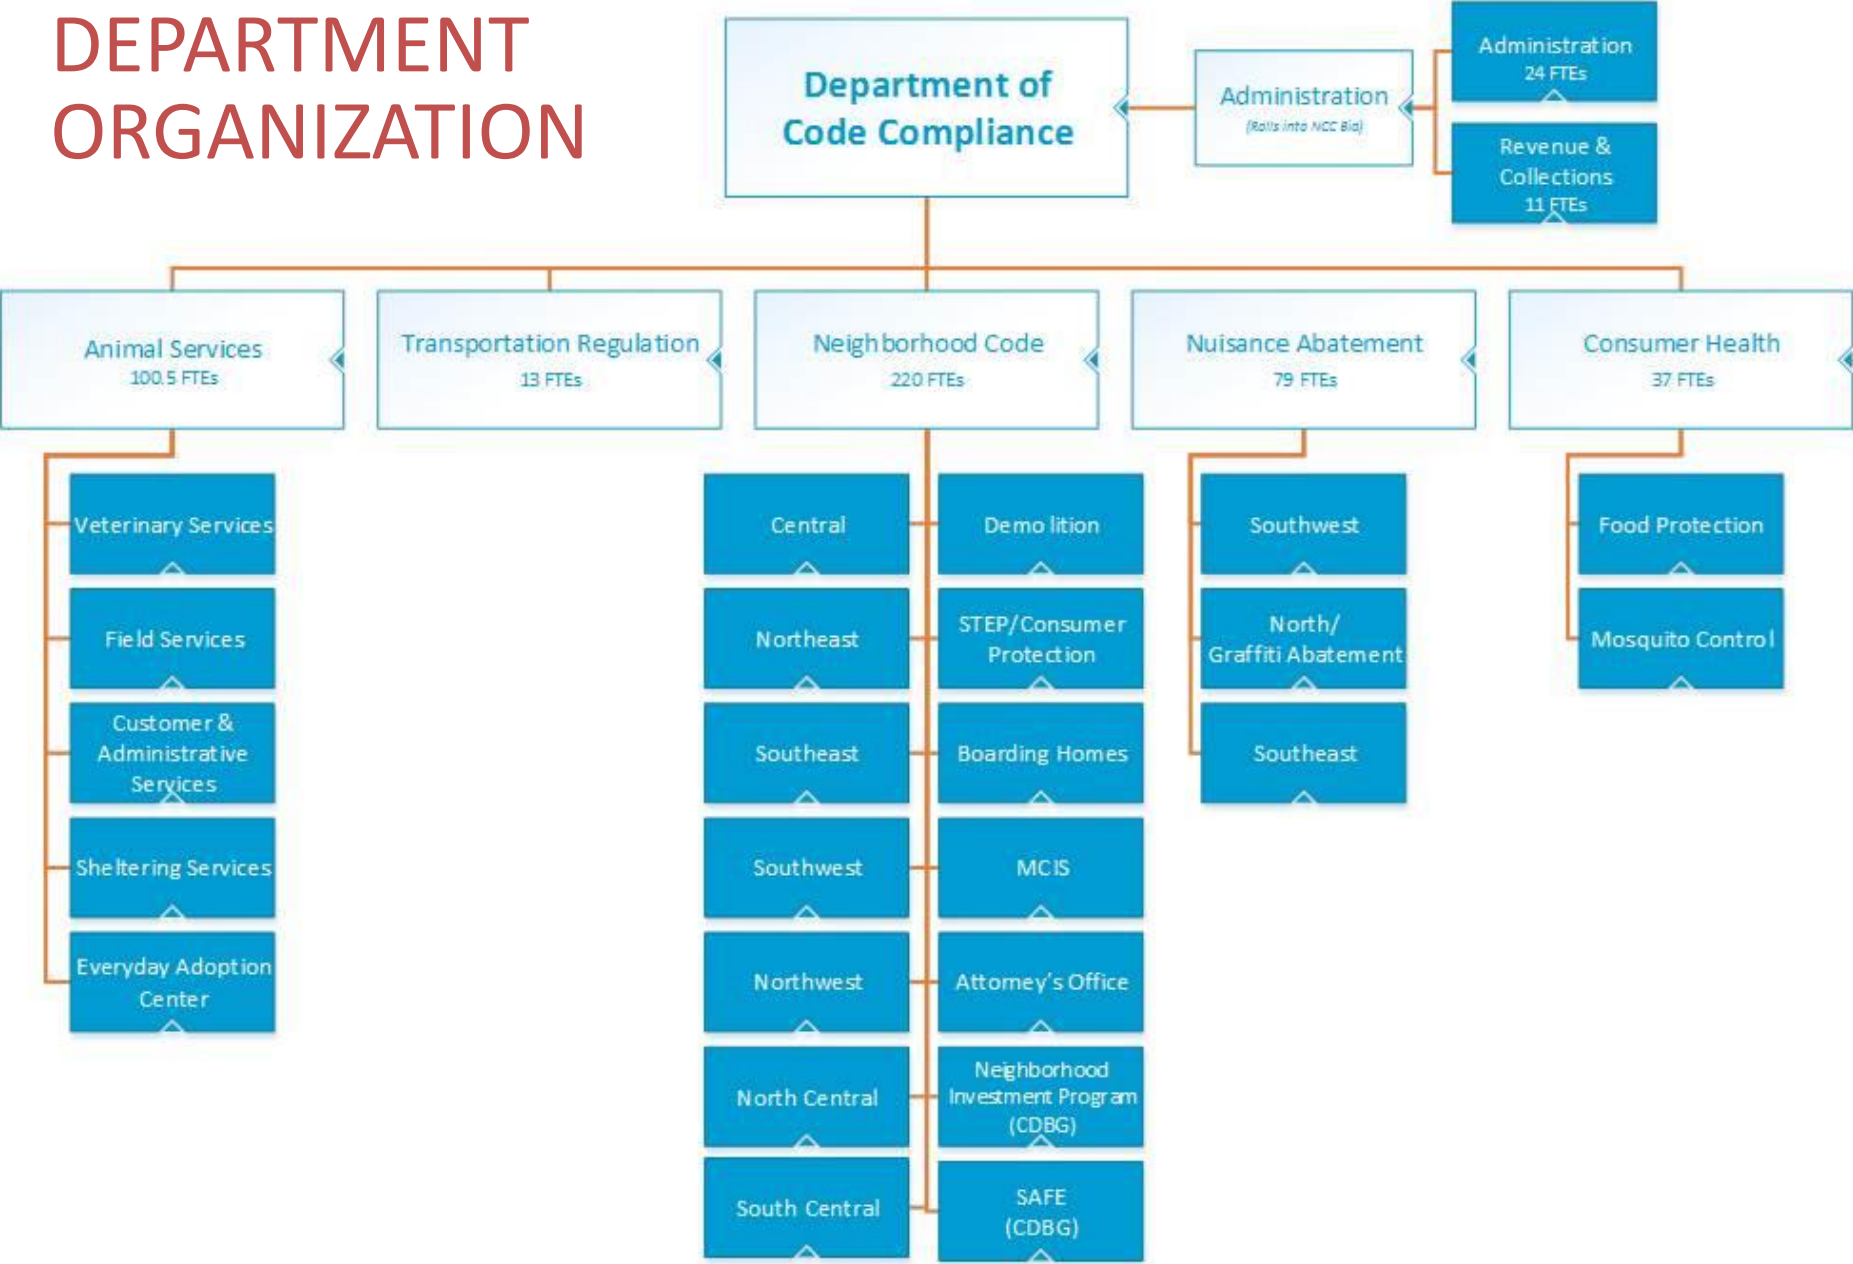 DEPARTMENT
ORGANIZATION
Department of
Code Compliance
Administration
(Rolls into NCC Bid)
Administration
24 FTEs
Revenue &
Collections
11 FTEs
Animal Services
100.5 FTEs
Transportation Regulation
13 FTEs
Neighborhood Code
220 FTEs
Nuisance Abatement
79 FTEs
Consumer Health
37 FTEs
Veterinary Services
Field Services
Customer &
Administrative
Services
Sheltering Services
Everyday Adoption
Center
Central
Northeast
Southeast
Southwest
Northwest
North Central
South Central
Demolition
STEP/Consumer
Protection
Boarding Homes
MCIS
Attorney's Office
Neighborhood
Investment Program
(CDBG)
SAFE
(CDBG)
Southwest
North/
Graffiti Abatement
Southeast
Food Protection
Mosquito Control